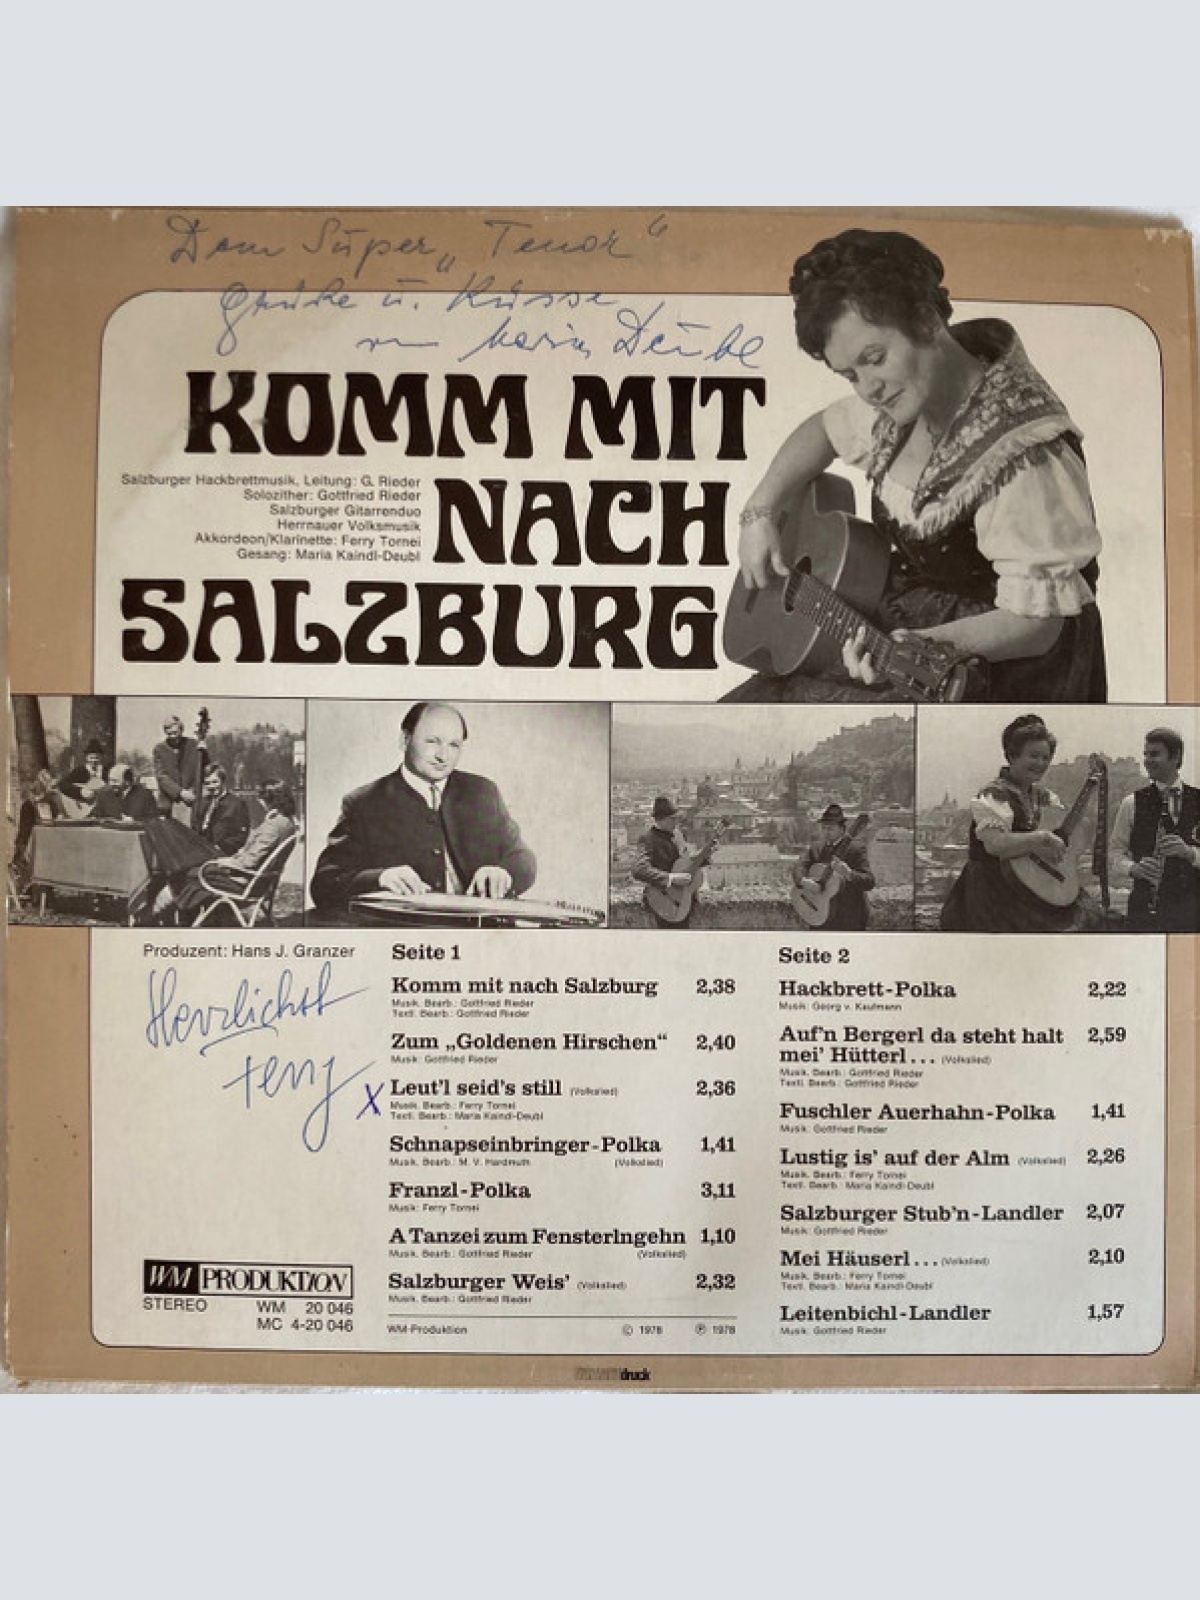 Dem Super „Tenor“
Grüße u. Küsse
von Maria Deubl
KOMM MIT
NACH
SALZBURG
Salzburger Hackbrettmusik, Leitung: G. Rieder
Solozither: Gottfried Rieder
Salzburger Gitarrenduo
Herrnauer Volksmusik
Akkordeon/Klarinette: Ferry Tornei
Gesang: Maria Kaindl-Deubl
Produzent: Hans J. Granzer
Herzlichst
Ferry
WM PRODUKTION
STEREO WM 20 046
MC 4-20 046
Seite 1
Komm mit nach Salzburg 2,38
Musik. Bearb.: Gottfried Rieder
Textl. Bearb.: Gottfried Rieder
Zum „Goldenen Hirschen“ 2,40
Musik: Gottfried Rieder
X Leut'l seid's still (Volkslied) 2,36
Musik. Bearb.: Ferry Tornei
Textl. Bearb.: Maria Kaindl-Deubl
Schnapseinbringer-Polka 1,41
Musik. Bearb.: M. V. Hardmuth (Volkslied)
Franzl-Polka 3,11
Musik: Ferry Tornei
A Tanzei zum Fensterlngehn 1,10
Musik. Bearb.: Gottfried Rieder (Volkslied)
Salzburger Weis' (Volkslied) 2,32
Musik. Bearb.: Gottfried Rieder
WM-Produktion © 1978 ℗ 1978
Seite 2
Hackbrett-Polka 2,22
Musik: Georg v. Kaufmann
Auf'n Bergerl da steht halt 2,59
mei' Hütterl... (Volkslied)
Musik. Bearb.: Gottfried Rieder
Textl. Bearb.: Gottfried Rieder
Fuschler Auerhahn-Polka 1,41
Musik: Gottfried Rieder
Lustig is' auf der Alm (Volkslied) 2,26
Musik. Bearb.: Ferry Tornei
Textl. Bearb.: Maria Kaindl-Deubl
Salzburger Stub'n-Landler 2,07
Musik: Gottfried Rieder
Mei Häuserl... (Volkslied) 2,10
Musik. Bearb.: Ferry Tornei
Textl. Bearb.: Maria Kaindl-Deubl
Leitenbichl-Landler 1,57
Musik: Gottfried Rieder
druck